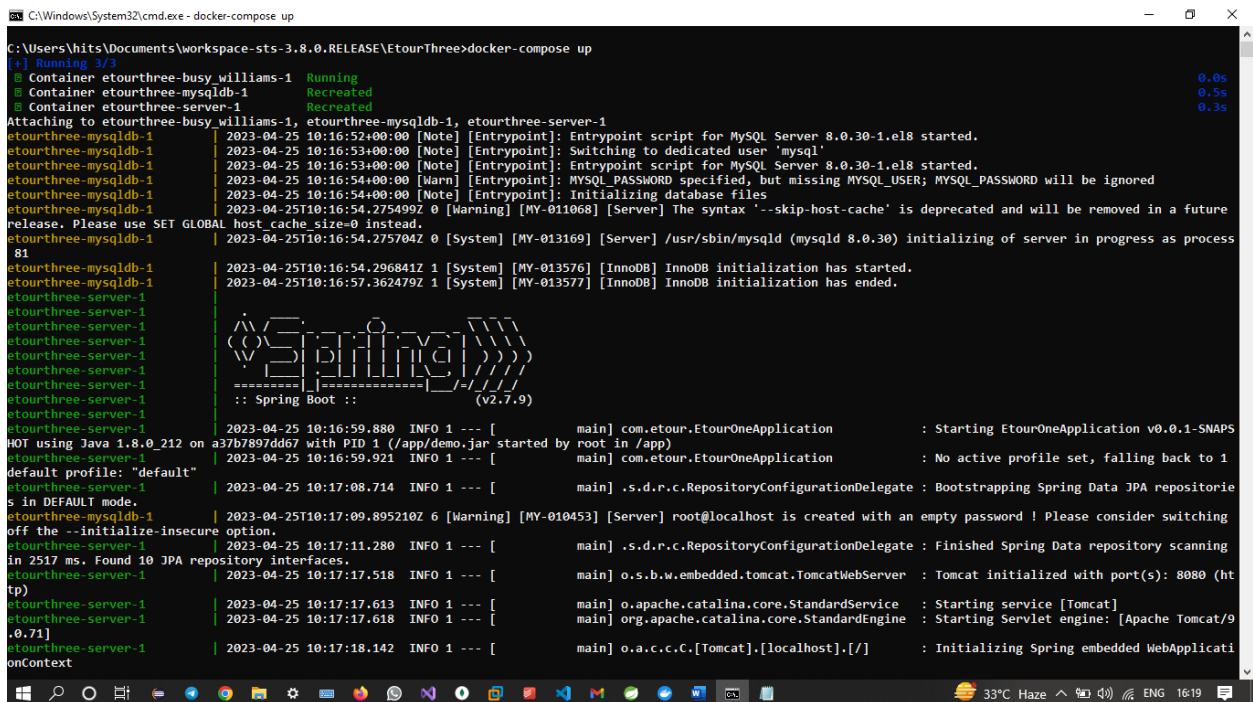 C:\Windows\System32\cmd.exe - docker-compose up
C:\Users\hits\Documents\workspace-sts-3.8.0.RELEASE\EtourThree>docker-compose up
[+] Running 3/3
Container etourthree-busy_williams-1 Running 0.0s
Container etourthree-mysqldb-1 Recreated 0.5s
Container etourthree-server-1 Recreated 0.3s
Attaching to etourthree-busy_williams-1, etourthree-mysqldb-1, etourthree-server-1
etourthree-mysqldb-1 | 2023-04-25 10:16:52+00:00 [Note] [Entrypoint]: Entrypoint script for MySQL Server 8.0.30-1.el8 started.
etourthree-mysqldb-1 | 2023-04-25 10:16:53+00:00 [Note] [Entrypoint]: Switching to dedicated user 'mysql'
etourthree-mysqldb-1 | 2023-04-25 10:16:53+00:00 [Note] [Entrypoint]: Entrypoint script for MySQL Server 8.0.30-1.el8 started.
etourthree-mysqldb-1 | 2023-04-25 10:16:54+00:00 [Warn] [Entrypoint]: MYSQL_PASSWORD specified, but missing MYSQL_USER; MYSQL_PASSWORD will be ignored
etourthree-mysqldb-1 | 2023-04-25 10:16:54+00:00 [Note] [Entrypoint]: Initializing database files
etourthree-mysqldb-1 | 2023-04-25T10:16:54.275499Z 0 [Warning] [MY-011068] [Server] The syntax '--skip-host-cache' is deprecated and will be removed in a future
release. Please use SET GLOBAL host_cache_size=0 instead.
etourthree-mysqldb-1 | 2023-04-25T10:16:54.275704Z 0 [System] [MY-013169] [Server] /usr/sbin/mysqld (mysqld 8.0.30) initializing of server in progress as process
81
etourthree-mysqldb-1 | 2023-04-25T10:16:54.296841Z 1 [System] [MY-013576] [InnoDB] InnoDB initialization has started.
etourthree-mysqldb-1 | 2023-04-25T10:16:57.362479Z 1 [System] [MY-013577] [InnoDB] InnoDB initialization has ended.
etourthree-server-1 |
etourthree-server-1 |
etourthree-server-1 |
etourthree-server-1 | Spring
etourthree-server-1 |
etourthree-server-1 |
etourthree-server-1 |
etourthree-server-1 | :: Spring Boot :: (v2.7.9)
etourthree-server-1 |
etourthree-server-1 | 2023-04-25 10:16:59.880 INFO 1 --- [ main] com.etour.EtourOneApplication : Starting EtourOneApplication v0.0.1-SNAPS
HOT using Java 1.8.0_212 on a37b7897dd67 with PID 1 (/app/demo.jar started by root in /app)
etourthree-server-1 | 2023-04-25 10:16:59.921 INFO 1 --- [ main] com.etour.EtourOneApplication : No active profile set, falling back to 1
default profile: "default"
etourthree-server-1 | 2023-04-25 10:17:08.714 INFO 1 --- [ main] .s.d.r.c.RepositoryConfigurationDelegate : Bootstrapping Spring Data JPA repositorie
s in DEFAULT mode.
etourthree-mysqldb-1 | 2023-04-25T10:17:09.895210Z 6 [Warning] [MY-010453] [Server] root@localhost is created with an empty password ! Please consider switching
off the --initialize-insecure option.
etourthree-server-1 | 2023-04-25 10:17:11.280 INFO 1 --- [ main] .s.d.r.c.RepositoryConfigurationDelegate : Finished Spring Data repository scanning
in 2517 ms. Found 10 JPA repository interfaces.
etourthree-server-1 | 2023-04-25 10:17:17.518 INFO 1 --- [ main] o.s.b.w.embedded.tomcat.TomcatWebServer : Tomcat initialized with port(s): 8080 (ht
tp)
etourthree-server-1 | 2023-04-25 10:17:17.613 INFO 1 --- [ main] o.apache.catalina.core.StandardService : Starting service [Tomcat]
etourthree-server-1 | 2023-04-25 10:17:17.618 INFO 1 --- [ main] org.apache.catalina.core.StandardEngine : Starting Servlet engine: [Apache Tomcat/9
.0.71]
etourthree-server-1 | 2023-04-25 10:17:18.142 INFO 1 --- [ main] o.a.c.c.C.[Tomcat].[localhost].[/] : Initializing Spring embedded WebApplicati
onContext
33°C Haze ENG 16:19